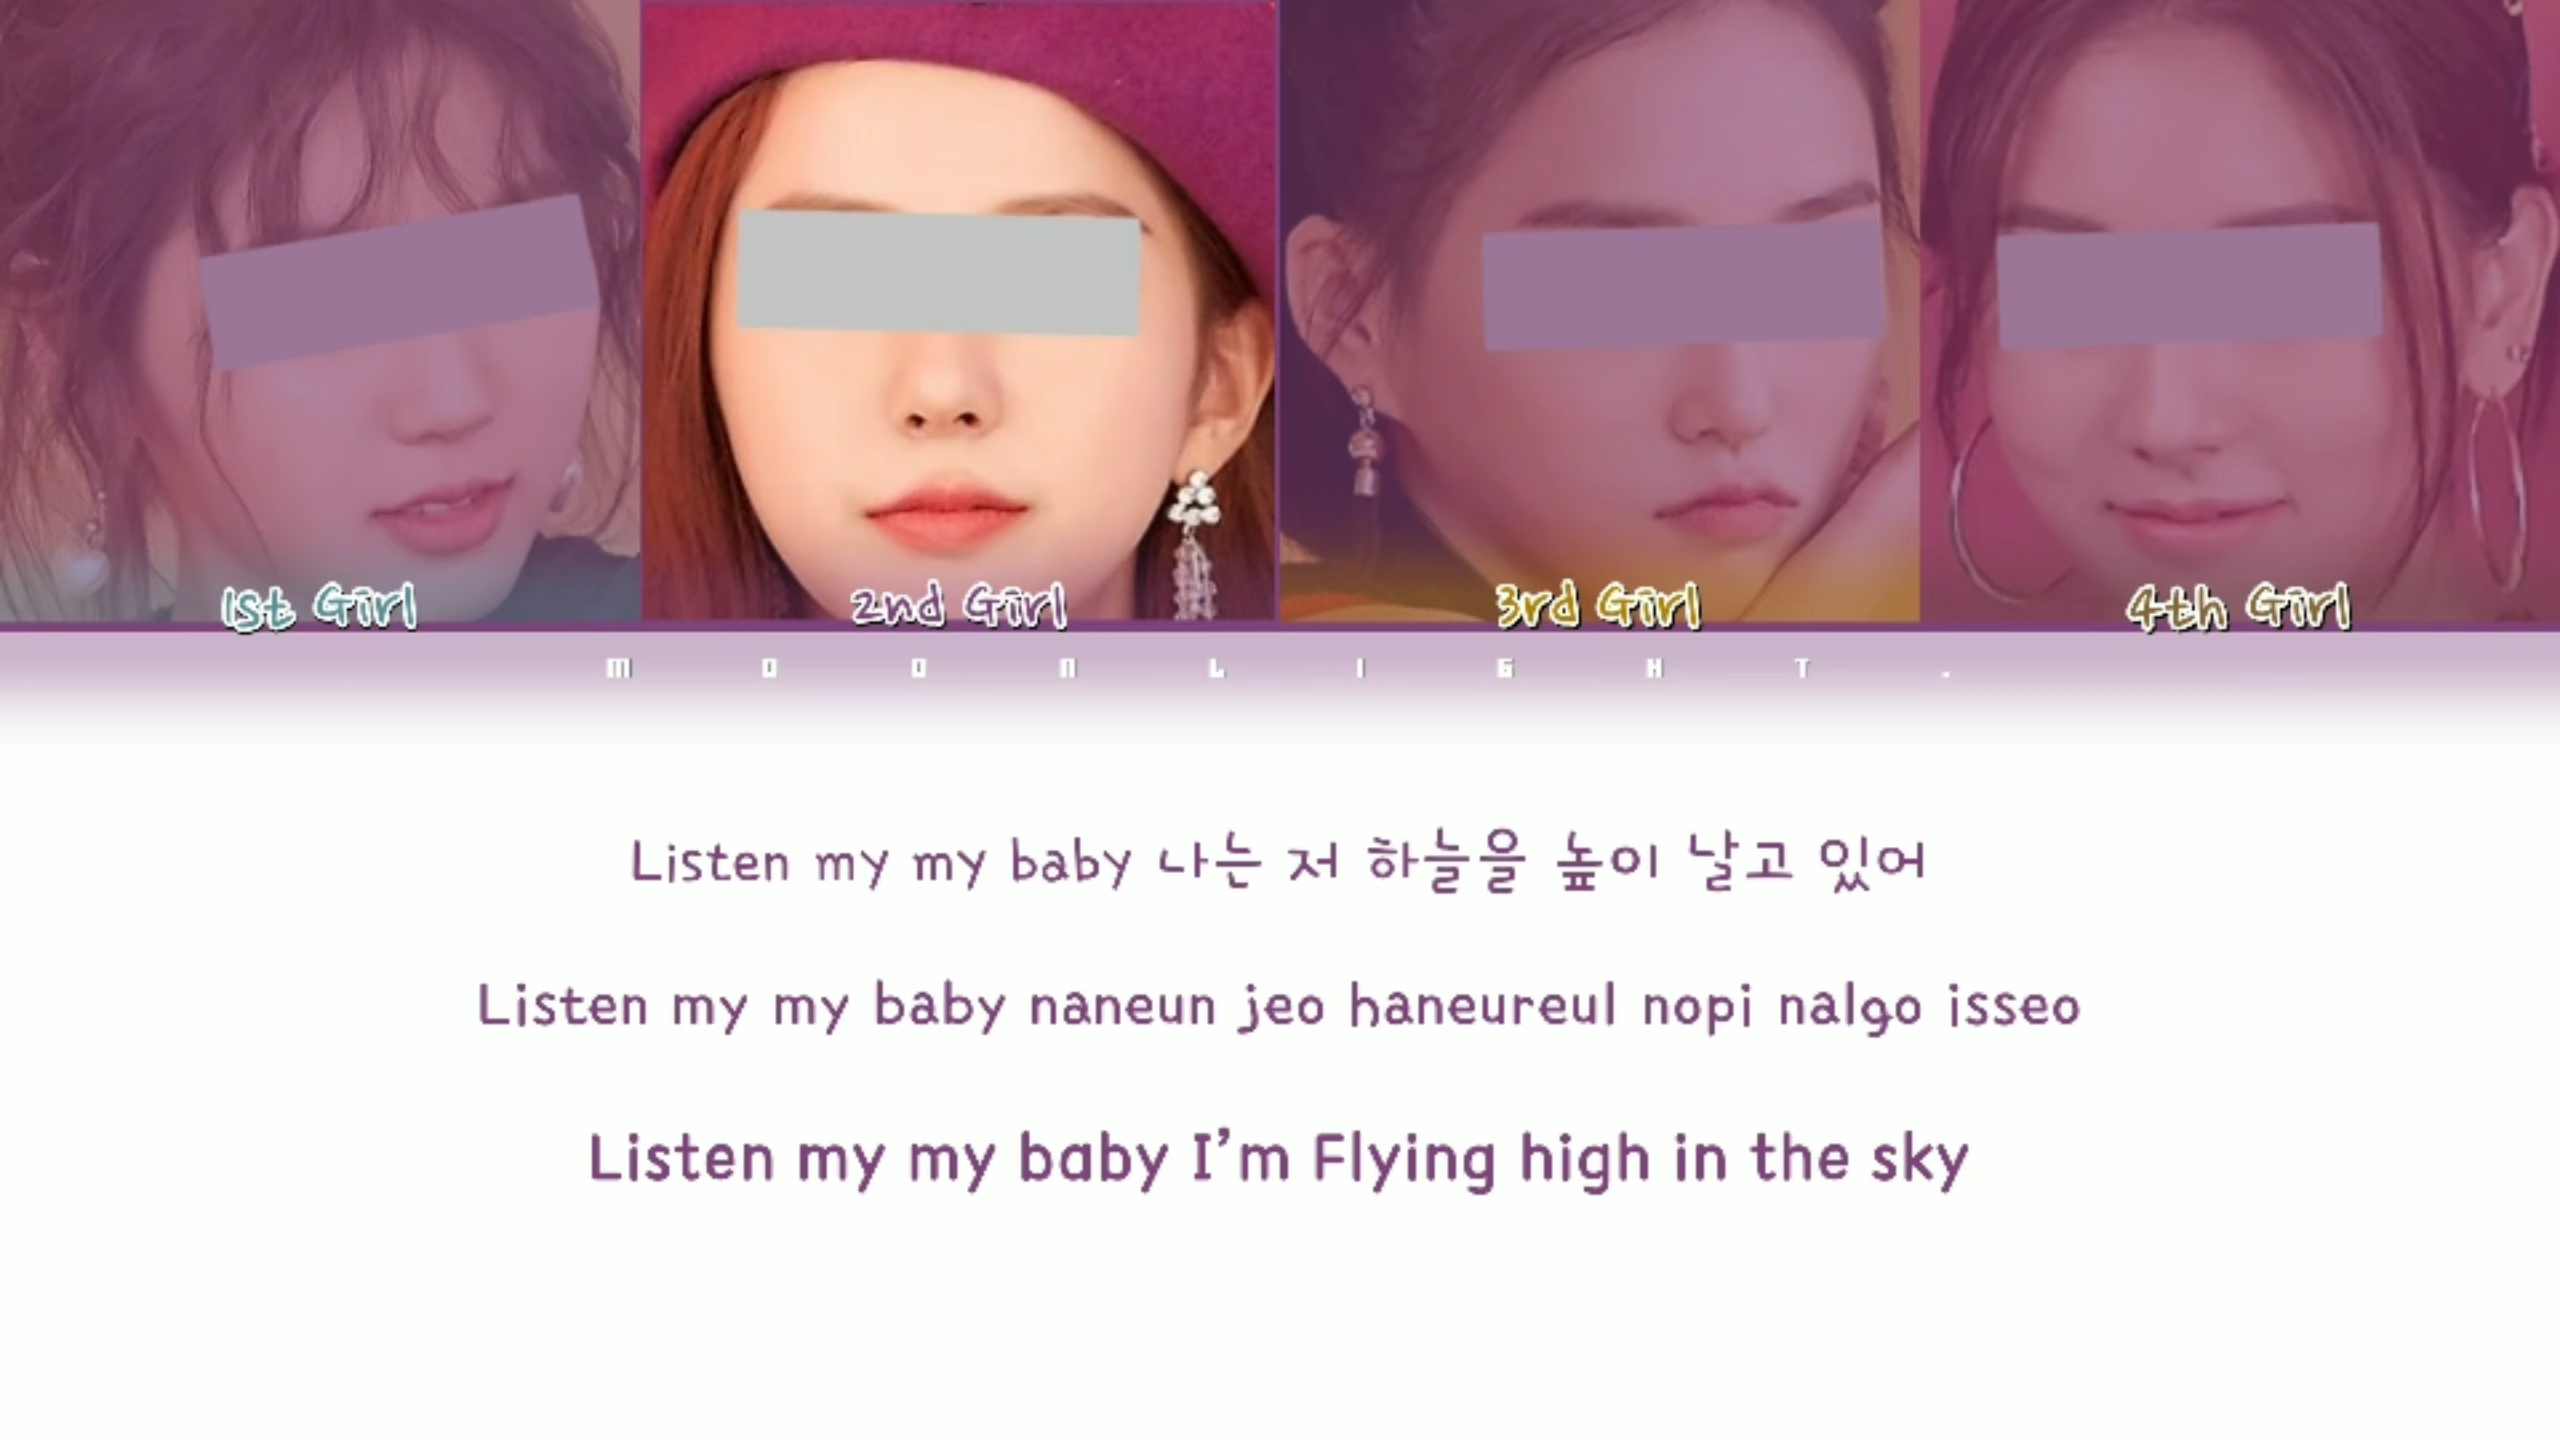 1st Girl 2nd Girl 3rd Girl 4th Girl
MOONLIGHT.
Listen my my baby 나는 저 하늘을 높이 날고 있어
Listen my my baby naneun jeo haneureul nopi nalgo isseo
Listen my my baby I'm Flying high in the sky